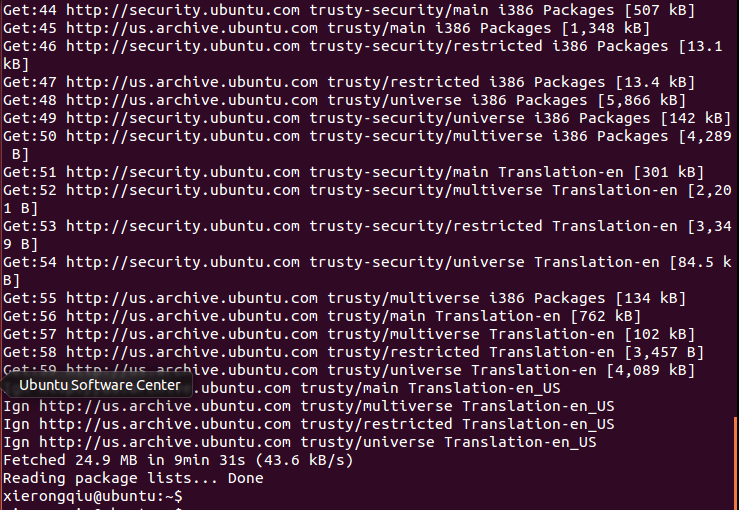 Get:44 http://security.ubuntu.com trusty-security/main i386 Packages [507 kB]
Get:45 http://us.archive.ubuntu.com trusty/main i386 Packages [1,348 kB]
Get:46 http://security.ubuntu.com trusty-security/restricted i386 Packages [13.1
kB]
Get:47 http://us.archive.ubuntu.com trusty/restricted i386 Packages [13.4 kB]
Get:48 http://us.archive.ubuntu.com trusty/universe i386 Packages [5,866 kB]
Get:49 http://security.ubuntu.com trusty-security/universe i386 Packages [142 kB]
Get:50 http://security.ubuntu.com trusty-security/multiverse i386 Packages [4,289
B]
Get:51 http://security.ubuntu.com trusty-security/main Translation-en [301 kB]
Get:52 http://security.ubuntu.com trusty-security/multiverse Translation-en [2,20
1 B]
Get:53 http://security.ubuntu.com trusty-security/restricted Translation-en [3,34
9 B]
Get:54 http://security.ubuntu.com trusty-security/universe Translation-en [84.5 k
B]
Get:55 http://us.archive.ubuntu.com trusty/multiverse i386 Packages [134 kB]
Get:56 http://us.archive.ubuntu.com trusty/main Translation-en [762 kB]
Get:57 http://us.archive.ubuntu.com trusty/multiverse Translation-en [102 kB]
Get:58 http://us.archive.ubuntu.com trusty/restricted Translation-en [3,457 B]
Get:59 http://us.archive.ubuntu.com trusty/universe Translation-en [4,089 kB]
Ubuntu Software Center
.ubuntu.com trusty/main Translation-en_US
Ign http://us.archive.ubuntu.com trusty/multiverse Translation-en_US
Ign http://us.archive.ubuntu.com trusty/restricted Translation-en_US
Ign http://us.archive.ubuntu.com trusty/universe Translation-en_US
Fetched 24.9 MB in 9min 31s (43.6 kB/s)
Reading package lists... Done
xierongqiu@ubuntu:~$